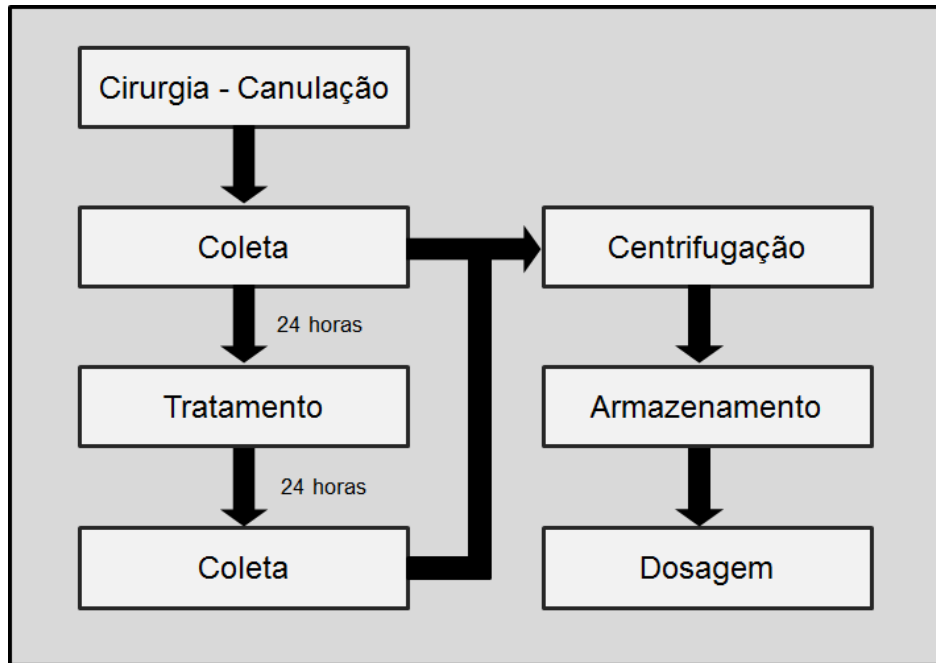 Cirurgia - Canulação
Coleta
24 horas
Tratamento
24 horas
Coleta
Centrifugação
Armazenamento
Dosagem